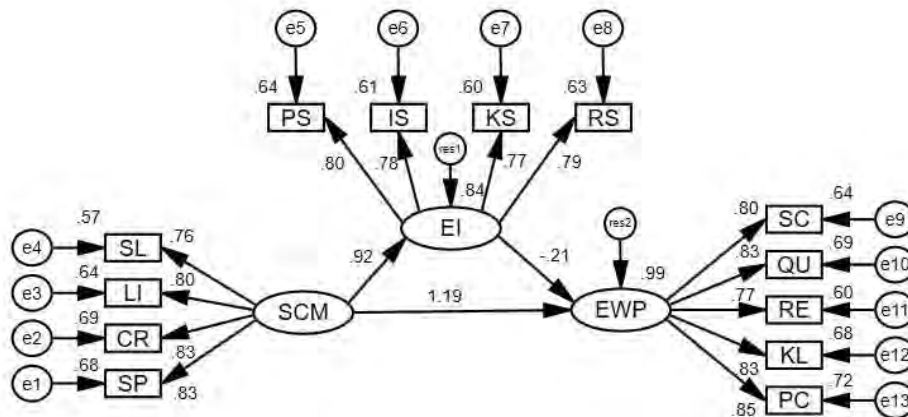 e5 e6 e7 e8
.64 .61 .60 .63
PS IS KS RS
.80 .78 res1 .77 .79
.84
EI
.57 .76
e4 SL
.64 .80
e3 LI
.69
e2 CR
.83
.68
e1 SP
.83
.92
SCM
1.19
-.21
res2
.99
EWP
.80 SC .64 e9
.83 QU .69 e10
.77 RE .60 e11
KL .68 e12
.83
PC .72 e13
.85